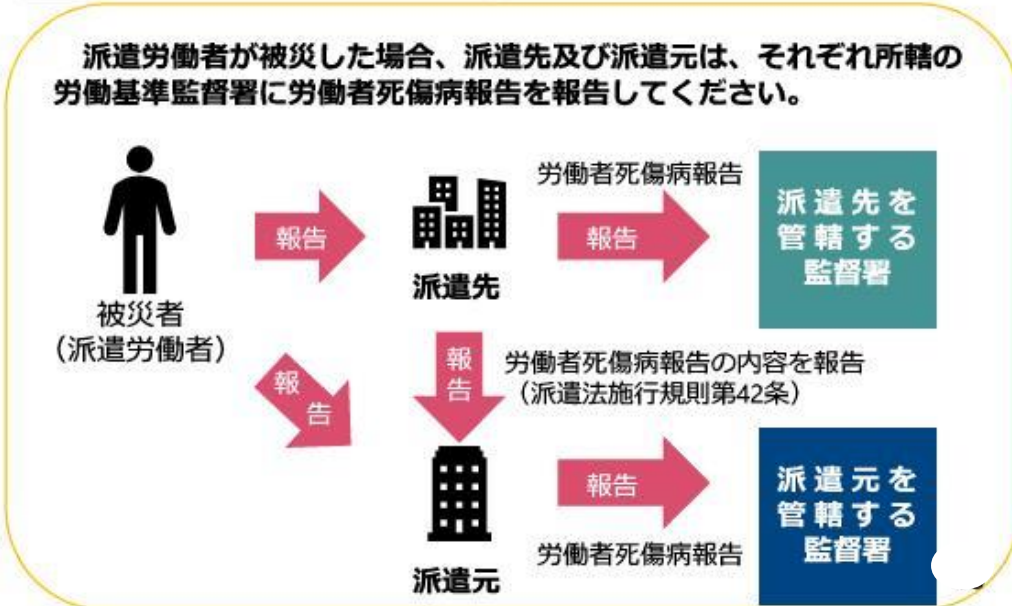 派遣労働者が被災した場合、派遣先及び派遣元は、それぞれ所轄の
労働基準監督署に労働者死傷病報告を報告してください。
被災者
（派遣労働者）
報告
派遣先
労働者死傷病報告
報告
派遣先を
管轄する
監督署
報告
報告
労働者死傷病報告の内容を報告
（派遣法施行規則第42条）
派遣元
報告
労働者死傷病報告
派遣元を
管轄する
監督署